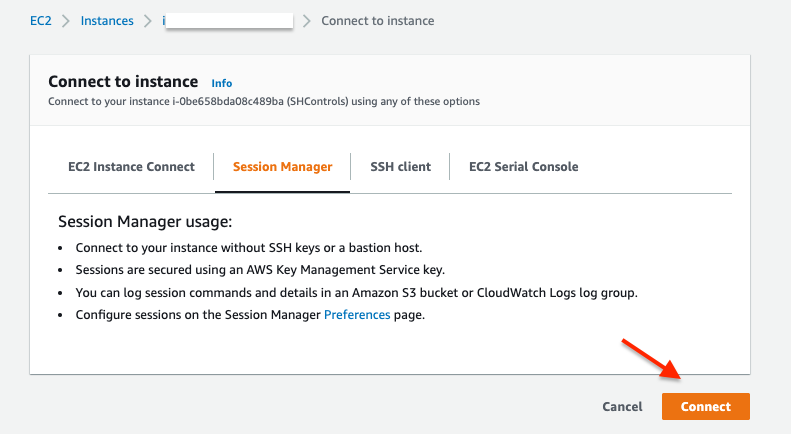 EC2 > Instances > i > Connect to instance
Connect to instance Info
Connect to your instance i-0be658bda08c489ba (SHControls) using any of these options
EC2 Instance Connect Session Manager SSH client EC2 Serial Console
Session Manager usage:
• Connect to your instance without SSH keys or a bastion host.
• Sessions are secured using an AWS Key Management Service key.
• You can log session commands and details in an Amazon S3 bucket or CloudWatch Logs log group.
• Configure sessions on the Session Manager Preferences page.
Cancel Connect